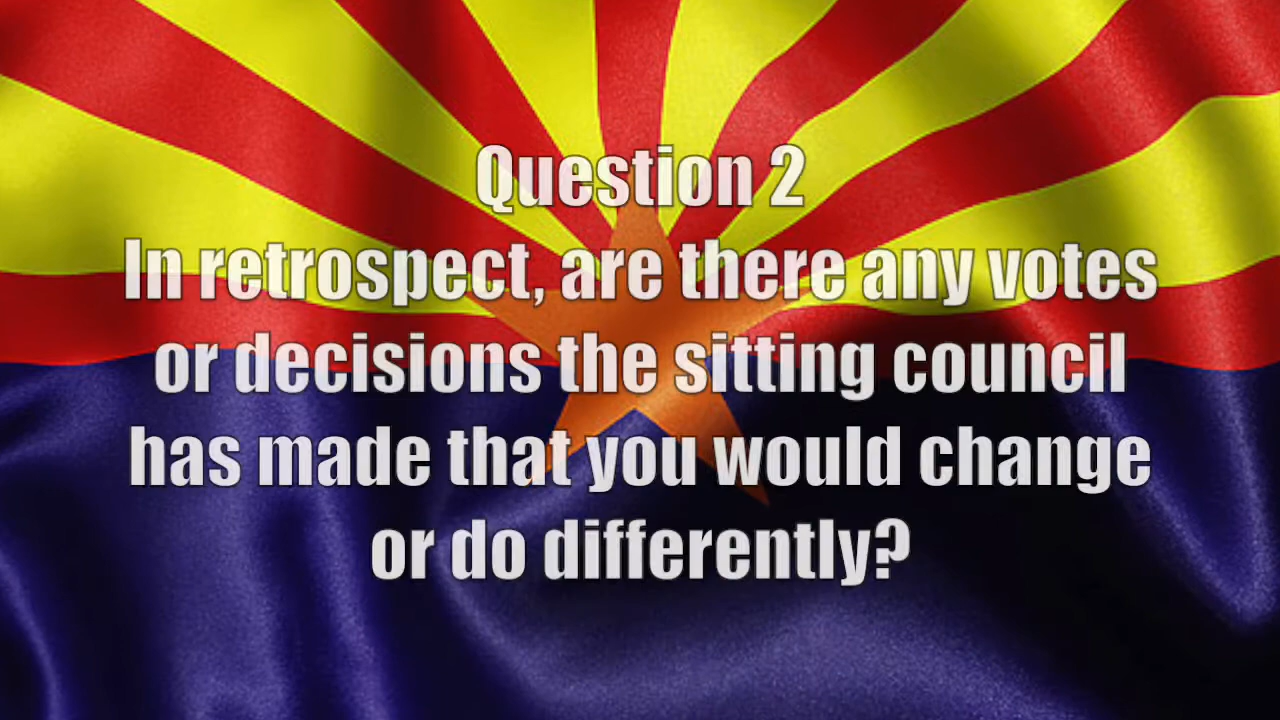 Question 2
In retrospect, are there any votes
or decisions the sitting council
has made that you would change
or do differently?